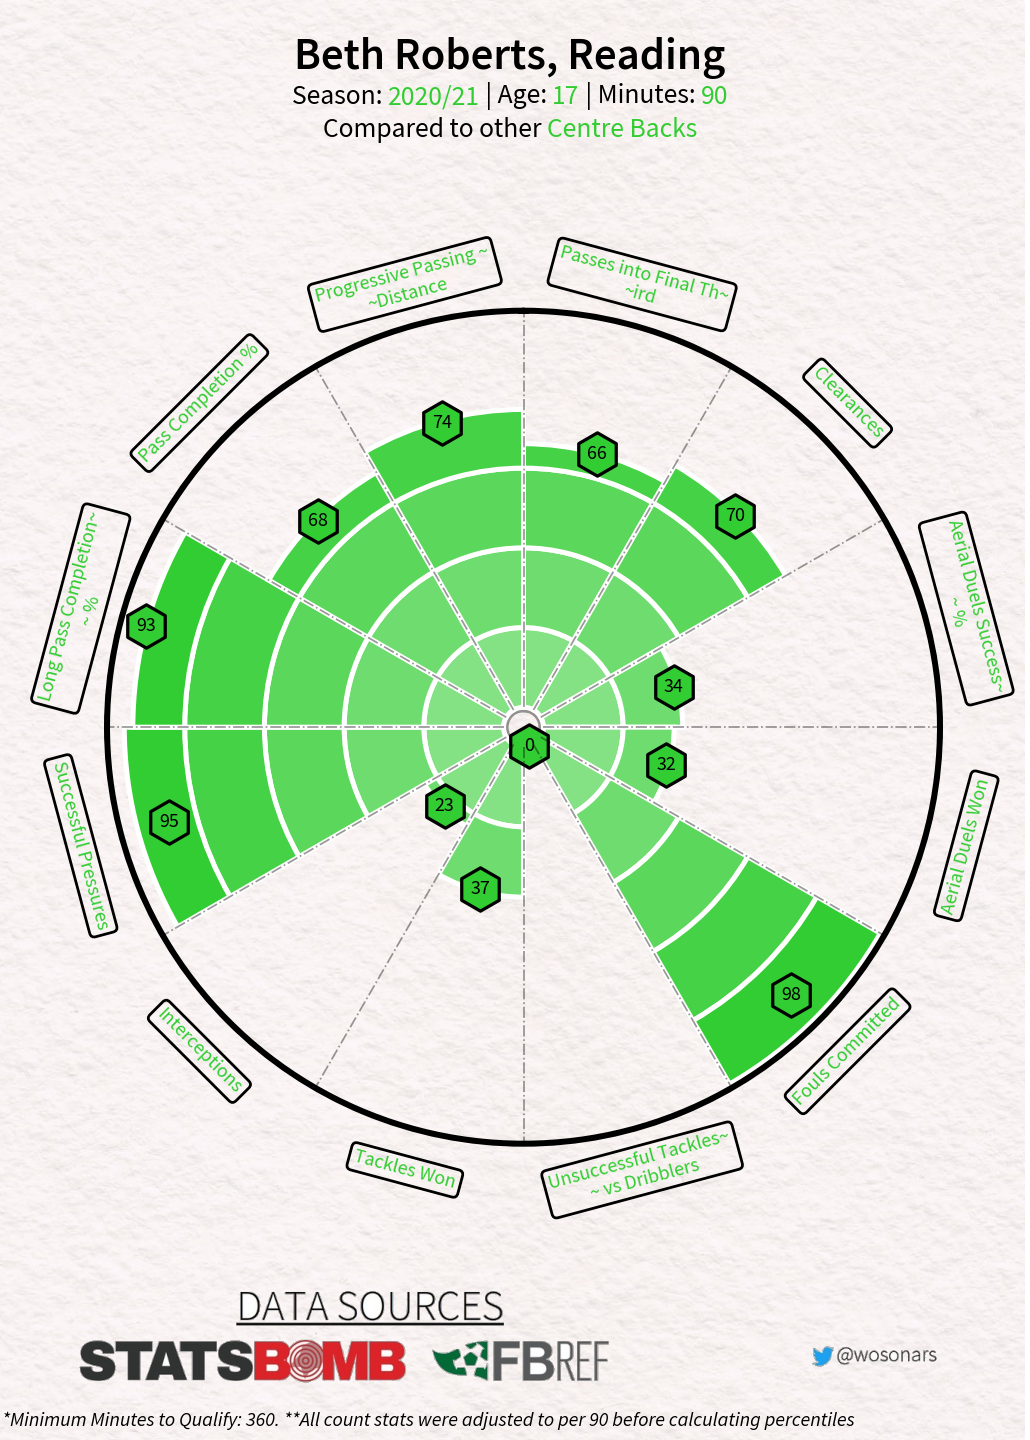 Beth Roberts, Reading
Season: 2020/21 | Age: 17 | Minutes: 90
Compared to other Centre Backs
Progressive Passing ~
~Distance
Passes into Final Th~
~ird
Pass Completion %
Clearances
Long Pass Completion~
~ %
Aerial Duels Success~
~ %
74
66
68
70
93
34
0
32
95
23
37
98
Successful Pressures
Aerial Duels Won
Interceptions
Fouls Committed
Tackles Won
Unsuccessful Tackles~
~ vs Dribblers
DATA SOURCES
STATSBOMB
FBREF
@wosonars
*Minimum Minutes to Qualify: 360. **All count stats were adjusted to per 90 before calculating percentiles